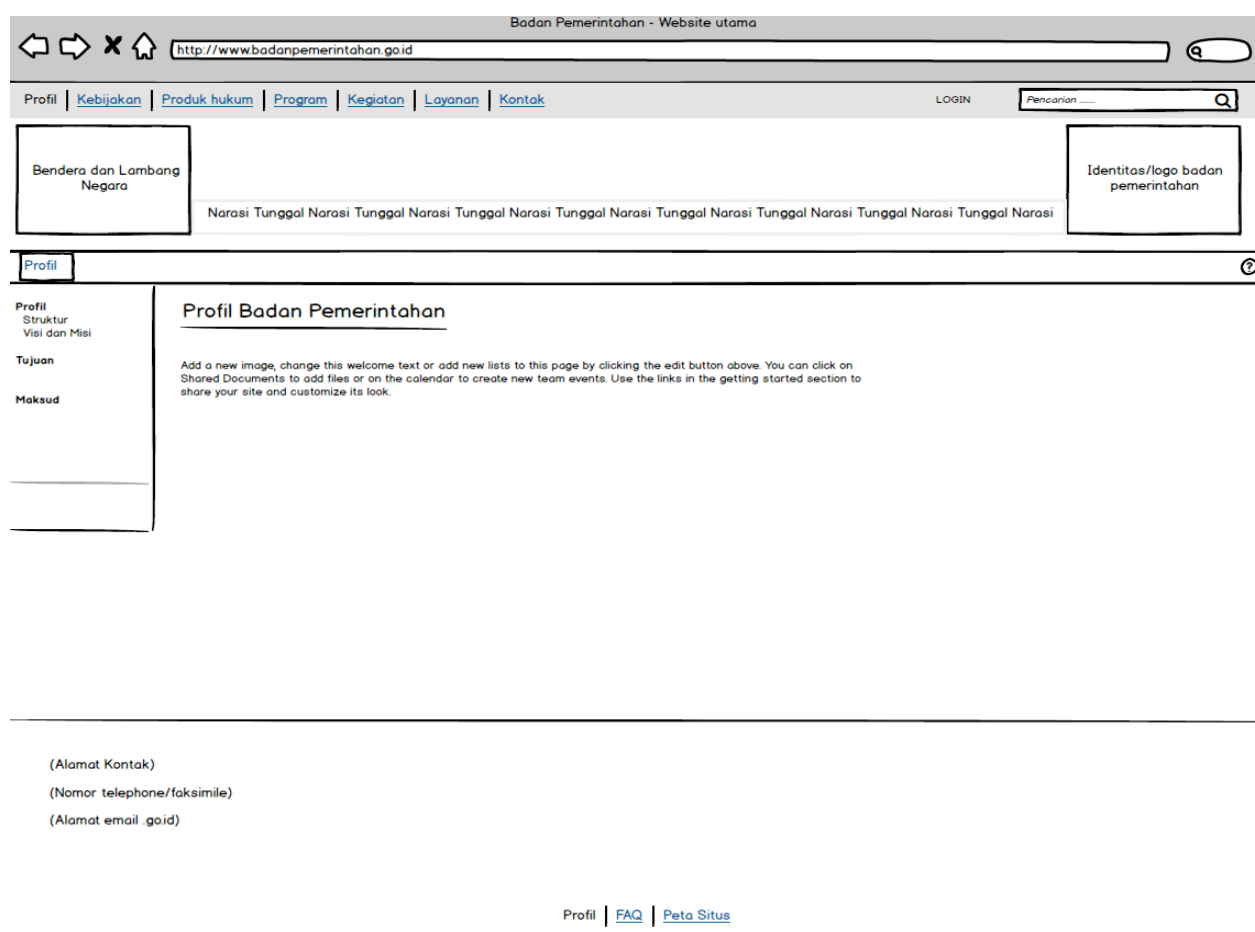 Badan Pemerintahan - Website utama
http://www.badanpemerintahan.go.id
Profil Kebijakan Produk hukum Program Kegiatan Layanan Kontak LOGIN Pencarian ......
Bendera dan Lambang
Negara
Identitas/logo badan
pemerintahan
Narasi Tunggal Narasi Tunggal Narasi Tunggal Narasi Tunggal Narasi Tunggal Narasi Tunggal Narasi Tunggal Narasi Tunggal Narasi
Profil ?
Profil
Struktur
Visi dan Misi
Tujuan
Maksud
Profil Badan Pemerintahan
Add a new image, change this welcome text or add new lists to this page by clicking the edit button above. You can click on
Shared Documents to add files or on the calendar to create new team events. Use the links in the getting started section to
share your site and customize its look.
(Alamat Kontak)
(Nomor telephone/faksimile)
(Alamat email .go.id)
Profil FAQ Peta Situs